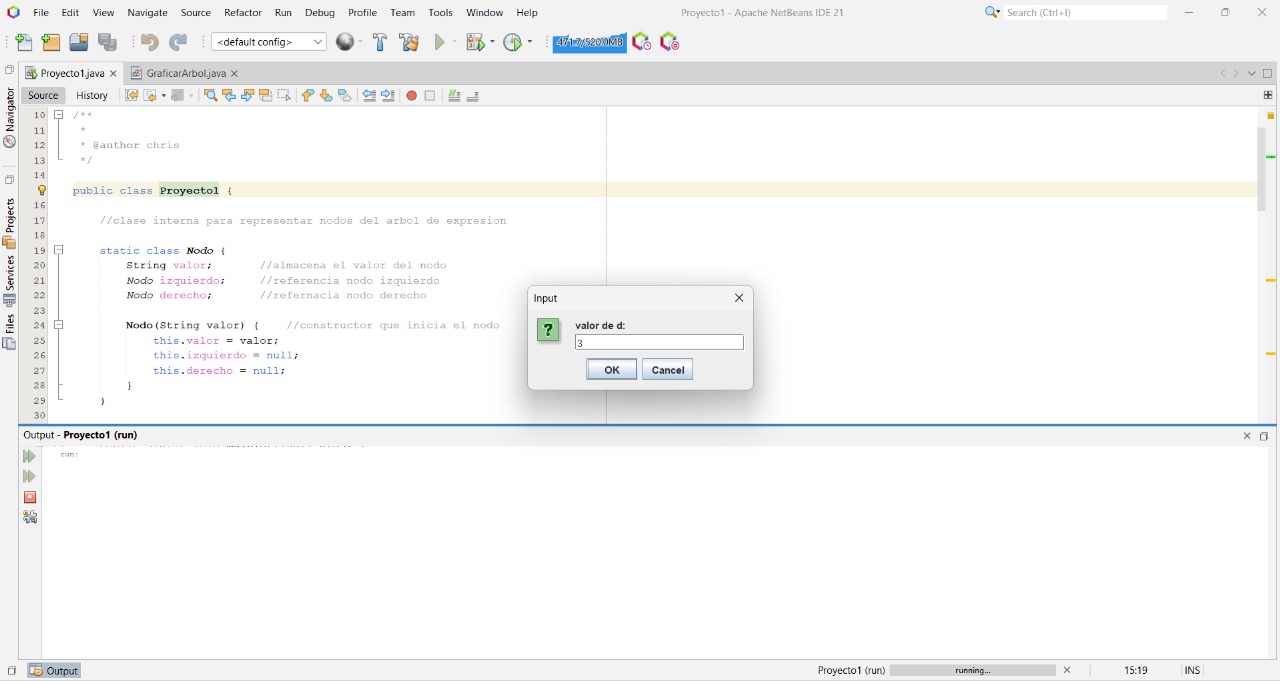 File Edit View Navigate Source Refactor Run Debug Profile Team Tools Window Help Proyecto1 - Apache NetBeans IDE 21 Search (Ctrl+I)
<default config> 471.7/520.0MB
Proyecto1.java GraficarArbol.java
Source History
Navigator
Projects
Services
Files
10 /**
11 *
12 * @author chris
13 */
14
public class Proyecto1 {
16
17 //clase interna para representar nodos del arbol de expresion
18
19 static class Nodo {
20 String valor; //almacena el valor del nodo
21 Nodo izquierdo; //referencia nodo izquierdo
22 Nodo derecho; //refernacia nodo derecho
23
24 Nodo(String valor) { //constructor que inicia el nodo
25 this.valor = valor;
26 this.izquierdo = null;
27 this.derecho = null;
28 }
29 }
30
Input
valor de d:
3
OK Cancel
Output - Proyecto1 (run)
run:
Output Proyecto1 (run) running... 15:19 INS